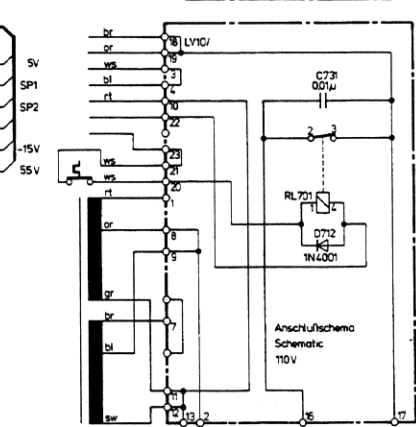 5V
SP1
SP2
-15V
55V
br
or
ws
bl
rt
ws
ws
rt
or
gr
br
bl
sw
18
19
3
4
10
22
23
21
20
1
8
9
7
11
12
13
2
16
17
C731
0,01µ
2 3
RL701
1 4
D712
1N4001
Anschlußschema
Schematic
110V